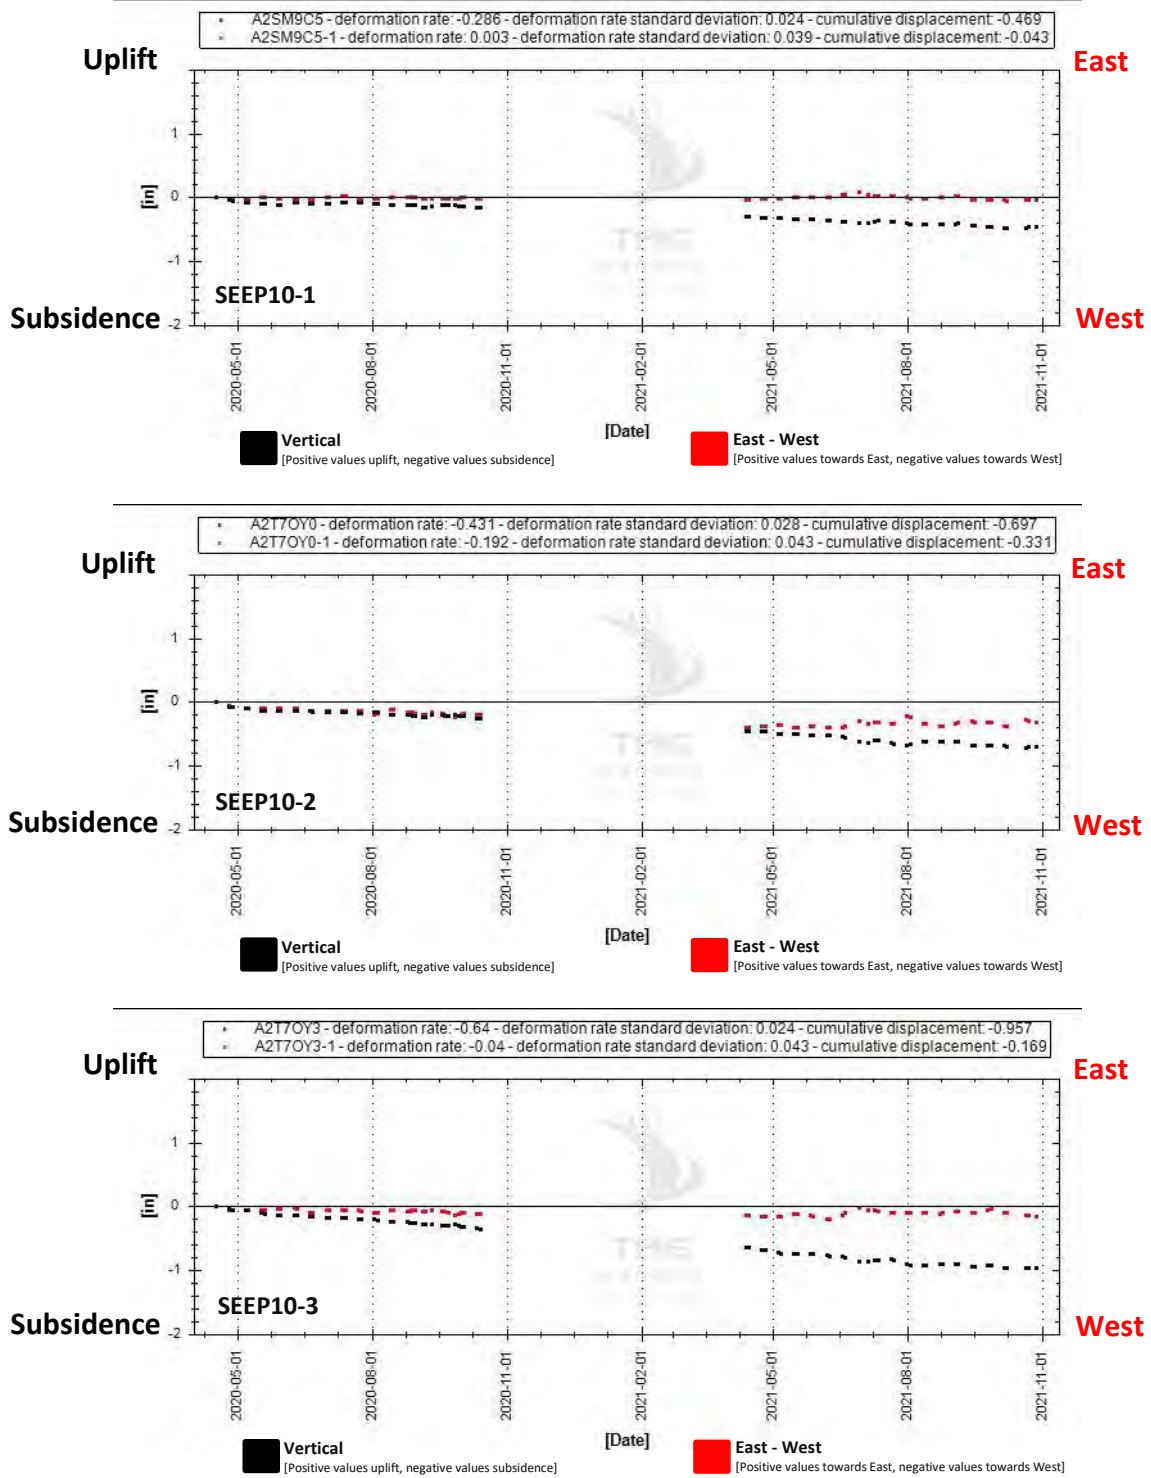 A2SM9C5 - deformation rate: -0.286 - deformation rate standard deviation: 0.024 - cumulative displacement: -0.469
A2SM9C5-1 - deformation rate: 0.003 - deformation rate standard deviation: 0.039 - cumulative displacement: -0.043
Uplift
East
1
0
[in]
-1
SEEP10-1
Subsidence
-2
West
2020-05-01
2020-08-01
2020-11-01
2021-02-01
2021-05-01
2021-08-01
2021-11-01
[Date]
Vertical
[Positive values uplift, negative values subsidence]
East - West
[Positive values towards East, negative values towards West]
A2T7OY0 - deformation rate: -0.431 - deformation rate standard deviation: 0.028 - cumulative displacement: -0.697
A2T7OY0-1 - deformation rate: -0.192 - deformation rate standard deviation: 0.043 - cumulative displacement: -0.331
Uplift
East
1
0
[in]
-1
SEEP10-2
Subsidence
-2
West
2020-05-01
2020-08-01
2020-11-01
2021-02-01
2021-05-01
2021-08-01
2021-11-01
[Date]
Vertical
[Positive values uplift, negative values subsidence]
East - West
[Positive values towards East, negative values towards West]
A2T7OY3 - deformation rate: -0.64 - deformation rate standard deviation: 0.024 - cumulative displacement: -0.957
A2T7OY3-1 - deformation rate: -0.04 - deformation rate standard deviation: 0.043 - cumulative displacement: -0.169
Uplift
East
1
0
[in]
-1
SEEP10-3
Subsidence
-2
West
2020-05-01
2020-08-01
2020-11-01
2021-02-01
2021-05-01
2021-08-01
2021-11-01
[Date]
Vertical
[Positive values uplift, negative values subsidence]
East - West
[Positive values towards East, negative values towards West]